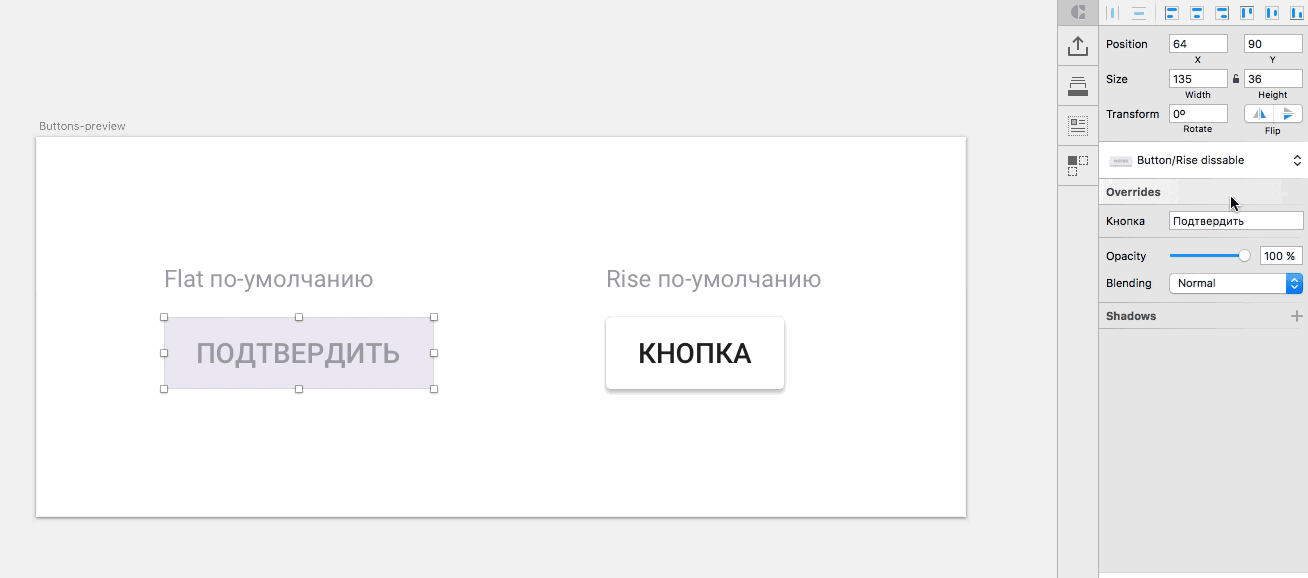 Position 64 90
X Y
Size 135 36
Width Height
Transform 0º
Rotate Flip
Buttons-preview
Button/Rise dissable
Overrides
Кнопка Подтвердить
Opacity 100 %
Blending Normal
Shadows
Flat по-умолчанию Rise по-умолчанию
ПОДТВЕРДИТЬ КНОПКА